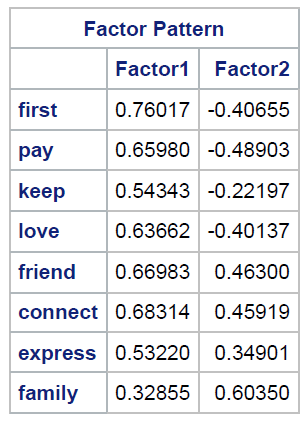 Factor Pattern
Factor1 Factor2
first 0.76017 -0.40655
pay 0.65980 -0.48903
keep 0.54343 -0.22197
love 0.63662 -0.40137
friend 0.66983 0.46300
connect 0.68314 0.45919
express 0.53220 0.34901
family 0.32855 0.60350